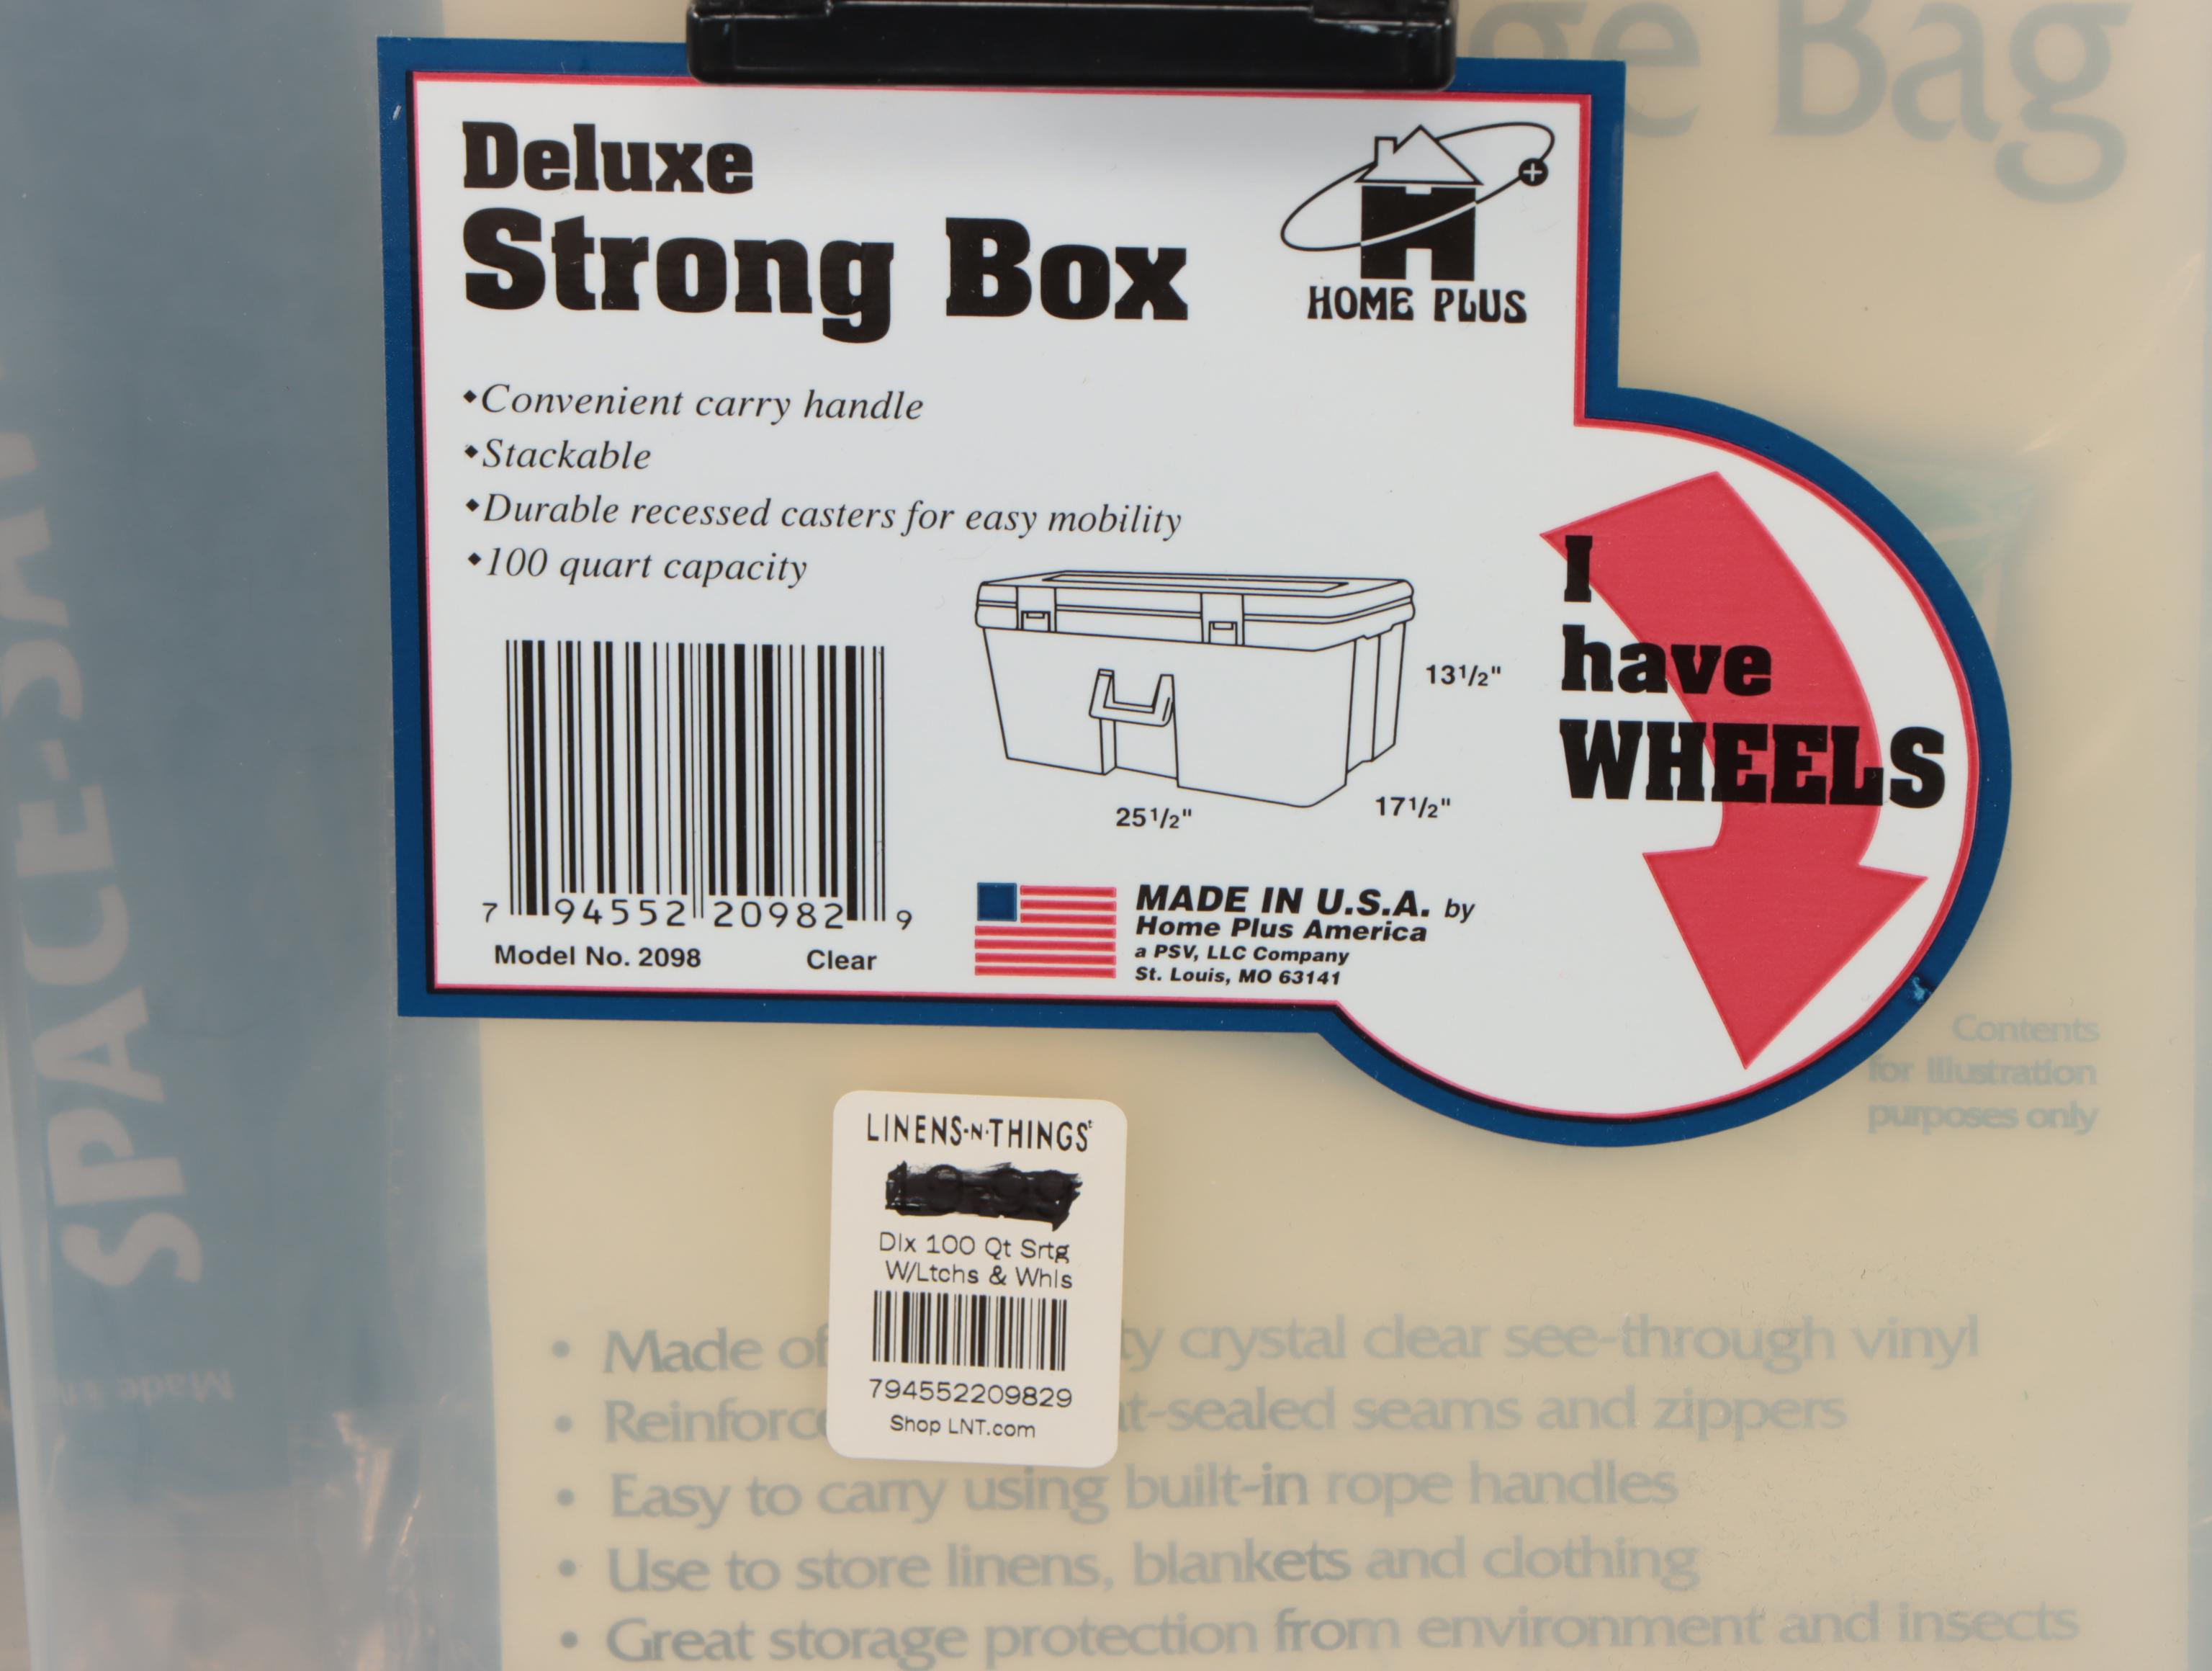 ge Bag
Deluxe
Strong Box
HOME PLUS
◆Convenient carry handle
◆Stackable
◆Durable recessed casters for easy mobility
◆100 quart capacity
13 1/2"
25 1/2"
17 1/2"
I
have
WHEELS
7 94552 20982 9
Model No. 2098 Clear
MADE IN U.S.A. by
Home Plus America
a PSV, LLC Company
St. Louis, MO 63141
Contents
for illustration
purposes only
LINENS-N-THINGS
Dlx 100 Qt Srtg
W/Ltchs & Whls
794552209829
Shop LNT.com
• Made of ty crystal clear see-through vinyl
• Reinforce t-sealed seams and zippers
• Easy to carry using built-in rope handles
• Use to store linens, blankets and clothing
• Great storage protection from environment and insects
SPACE-SA
Made in